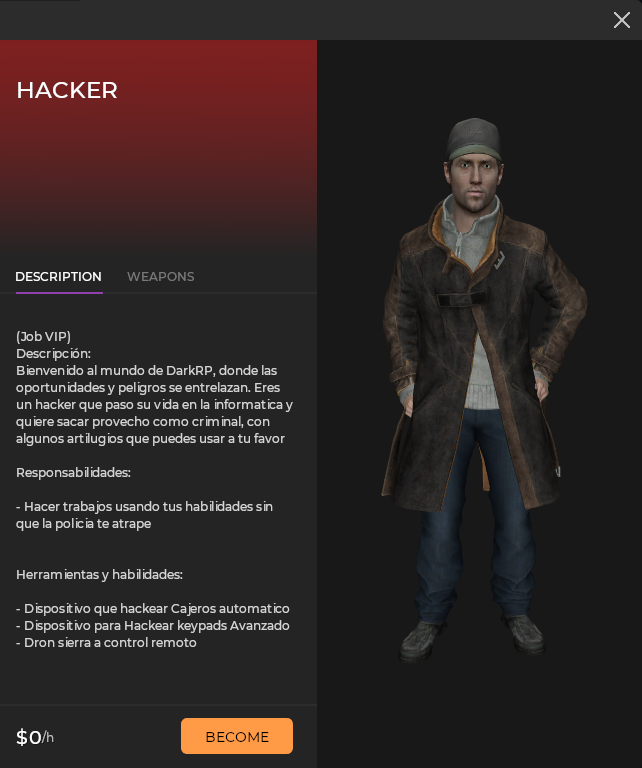 HACKER
DESCRIPTION WEAPONS
(Job VIP)
Descripción:
Bienvenido al mundo de DarkRP, donde las
oportunidades y peligros se entrelazan. Eres
un hacker que paso su vida en la informatica y
quiere sacar provecho como criminal, con
algunos artilugios que puedes usar a tu favor
Responsabilidades:
- Hacer trabajos usando tus habilidades sin
que la policia te atrape
Herramientas y habilidades:
- Dispositivo que hackear Cajeros automatico
- Dispositivo para Hackear keypads Avanzado
- Dron sierra a control remoto
$0/h BECOME